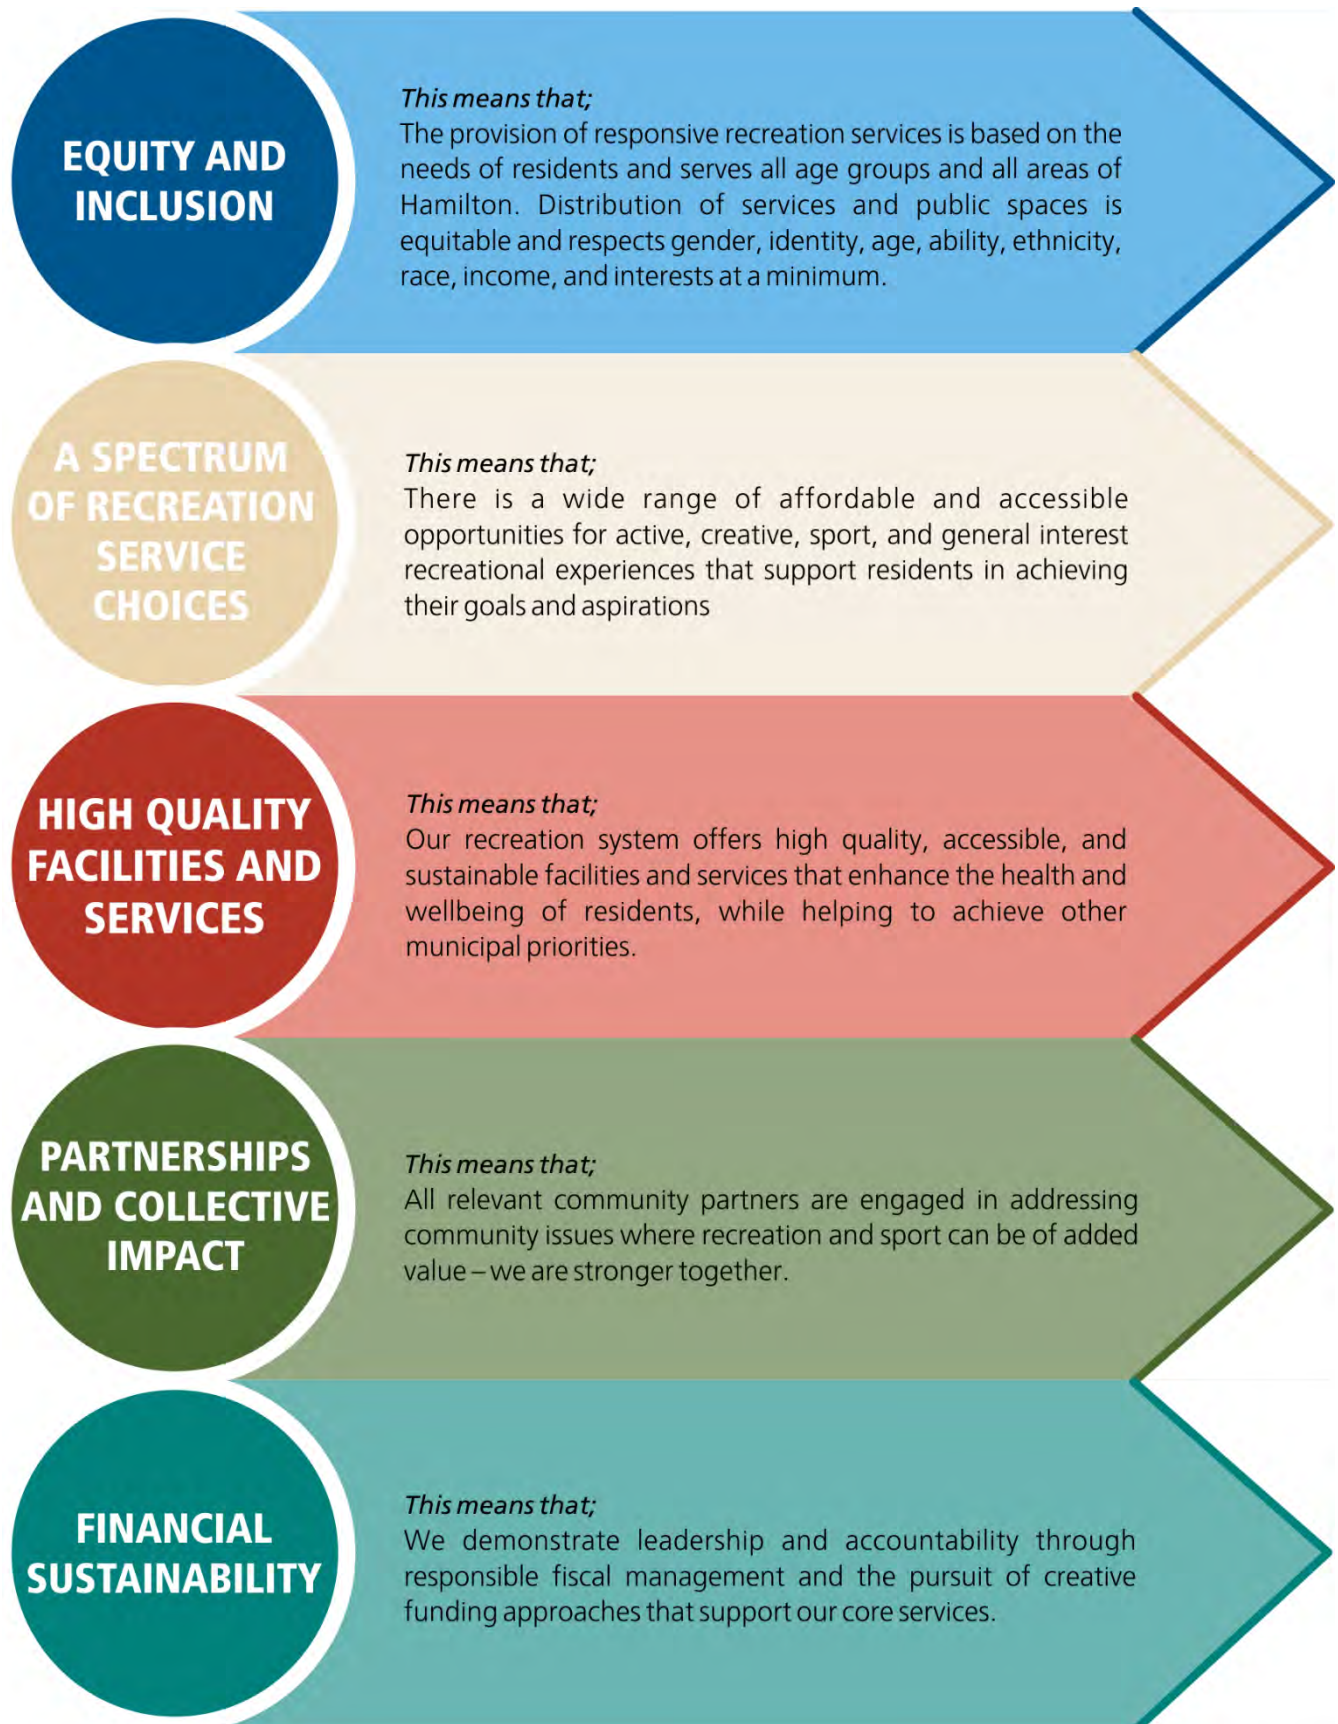 EQUITY AND
INCLUSION
This means that;
The provision of responsive recreation services is based on the
needs of residents and serves all age groups and all areas of
Hamilton. Distribution of services and public spaces is
equitable and respects gender, identity, age, ability, ethnicity,
race, income, and interests at a minimum.
A SPECTRUM
OF RECREATION
SERVICE
CHOICES
This means that;
There is a wide range of affordable and accessible
opportunities for active, creative, sport, and general interest
recreational experiences that support residents in achieving
their goals and aspirations
HIGH QUALITY
FACILITIES AND
SERVICES
This means that;
Our recreation system offers high quality, accessible, and
sustainable facilities and services that enhance the health and
wellbeing of residents, while helping to achieve other
municipal priorities.
PARTNERSHIPS
AND COLLECTIVE
IMPACT
This means that;
All relevant community partners are engaged in addressing
community issues where recreation and sport can be of added
value – we are stronger together.
FINANCIAL
SUSTAINABILITY
This means that;
We demonstrate leadership and accountability through
responsible fiscal management and the pursuit of creative
funding approaches that support our core services.